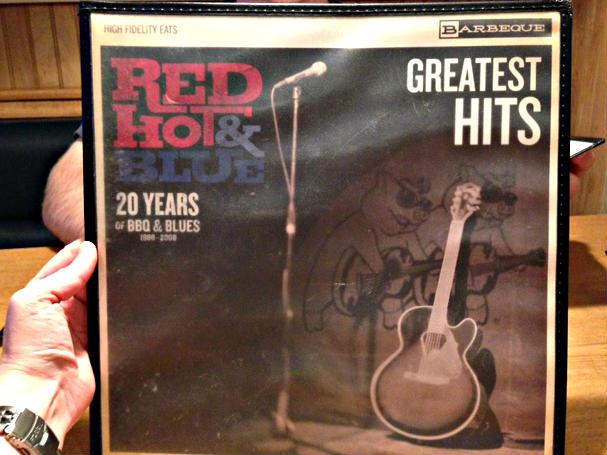 HIGH FIDELITY EATS
BARBEQUE
RED
HOT &
BLUE
GREATEST
HITS
20 YEARS
OF BBQ & BLUES
1988-2008